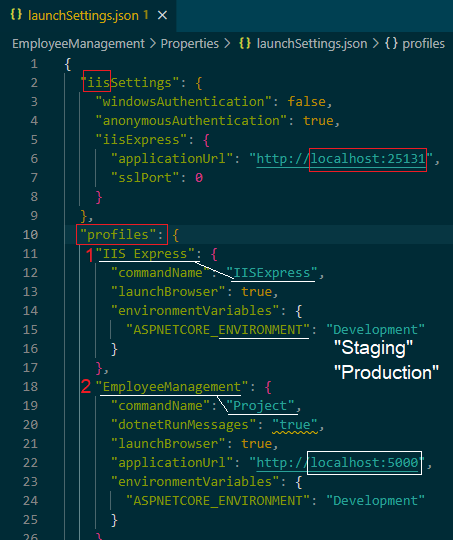 {} launchSettings.json 1 ×
EmployeeManagement > Properties > {} launchSettings.json > {} profiles
1 {
2 "iisSettings": {
3 "windowsAuthentication": false,
4 "anonymousAuthentication": true,
5 "iisExpress": {
6 "applicationUrl": "http://localhost:25131",
7 "sslPort": 0
8 }
9 },
10 "profiles": {
11 1 "IIS Express": {
12 "commandName": "IISExpress",
13 "launchBrowser": true,
14 "environmentVariables": {
15 "ASPNETCORE_ENVIRONMENT": "Development"
16 } "Staging"
17 }, "Production"
18 2 "EmployeeManagement": {
19 "commandName": "Project",
20 "dotnetRunMessages": "true",
21 "launchBrowser": true,
22 "applicationUrl": "http://localhost:5000",
23 "environmentVariables": {
24 "ASPNETCORE_ENVIRONMENT": "Development"
25 }
26 }